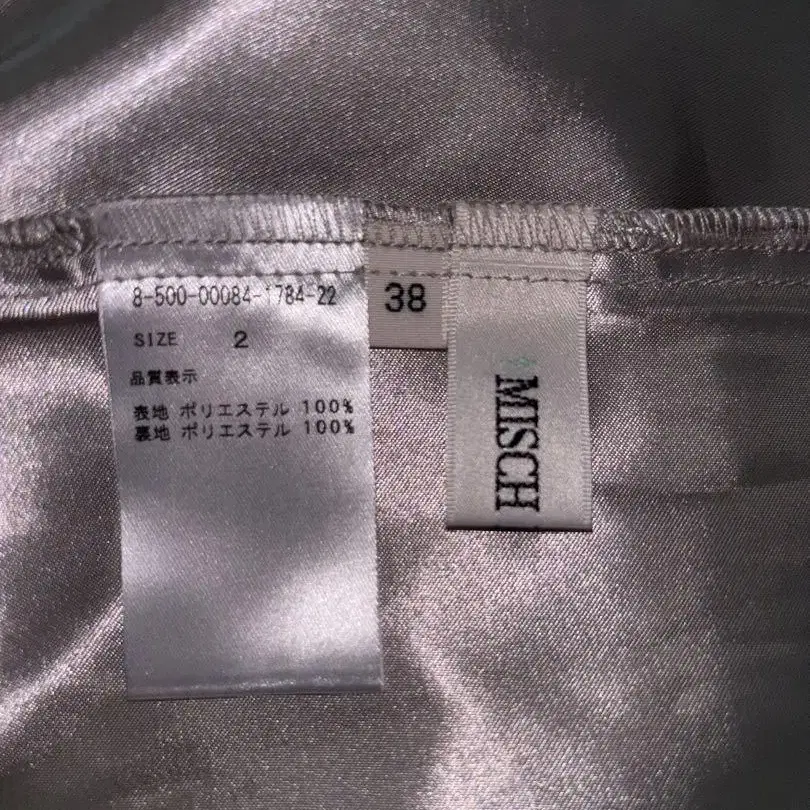 8-500-00084-1784-22
SIZE 2
品質表示
表地 ポリエステル 100%
裏地 ポリエステル 100%
38
MISCH